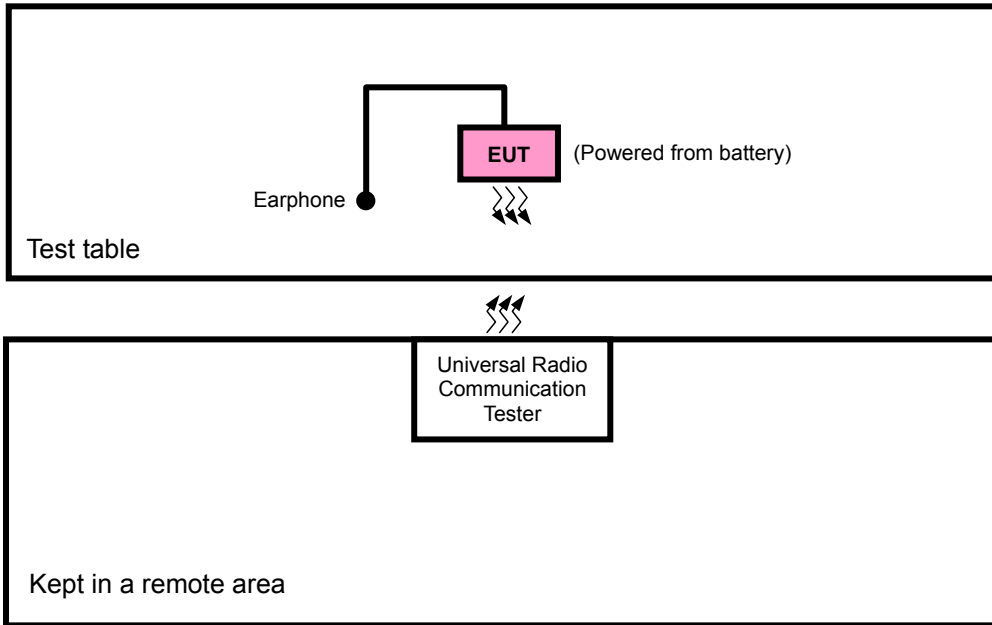 EUT
(Powered from battery)
Earphone
Test table
Universal Radio
Communication
Tester
Kept in a remote area